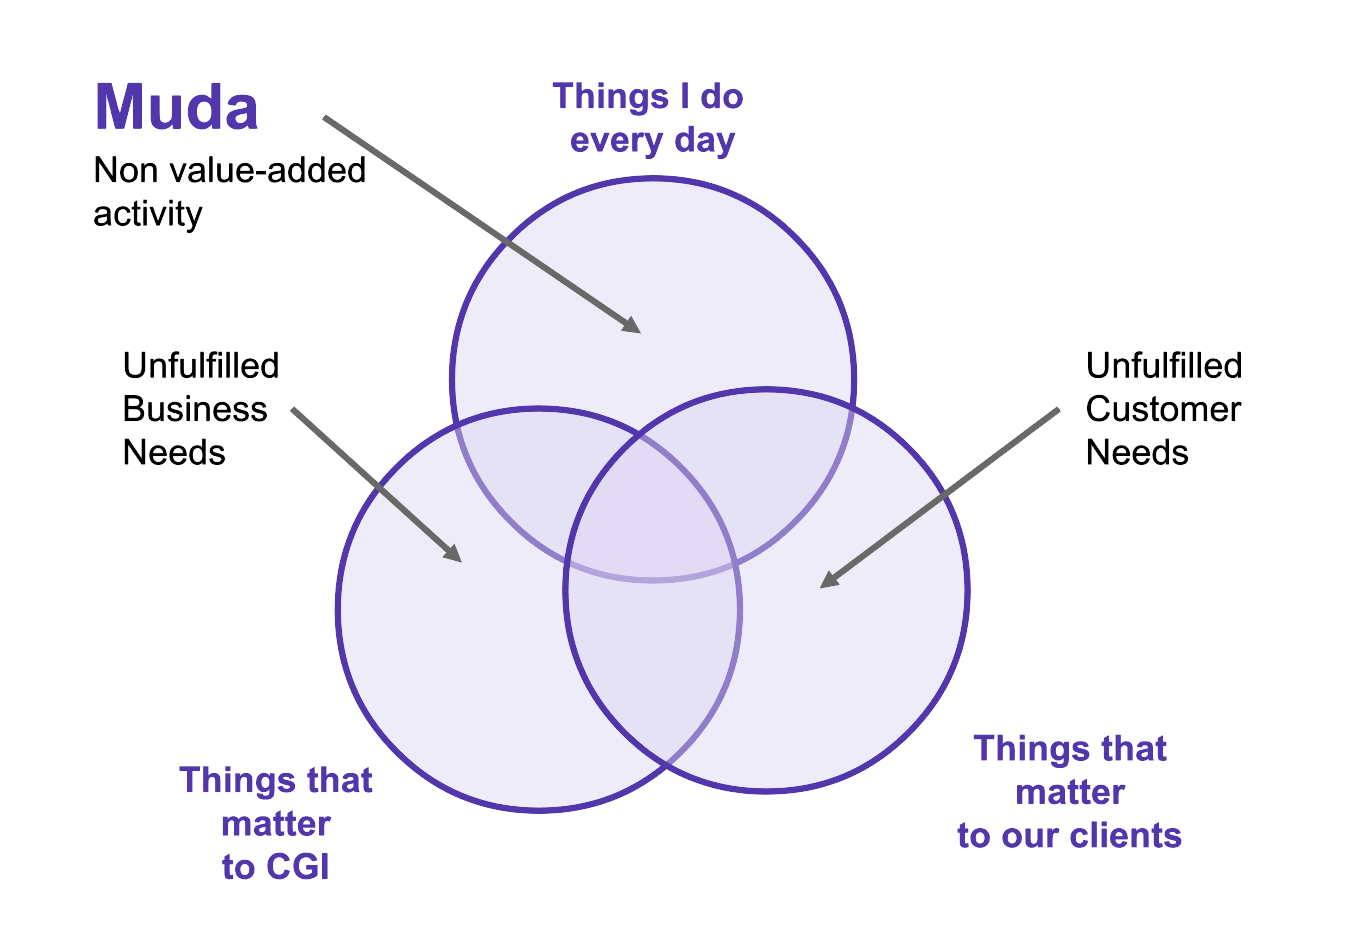 Muda
Non value-added
activity
Things I do
every day
Unfulfilled
Business
Needs
Unfulfilled
Customer
Needs
Things that
matter
to CGI
Things that
matter
to our clients